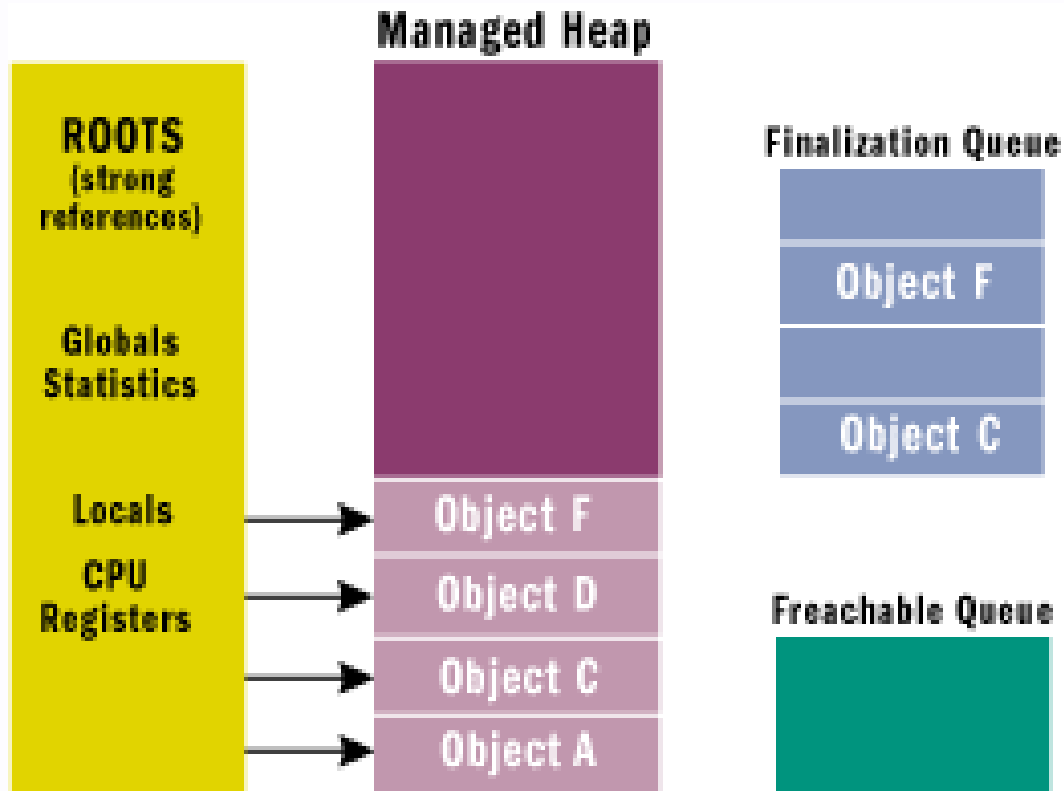 Managed Heap
ROOTS
(strong
references)
Globals
Statistics
Locals
CPU
Registers
Object F
Object D
Object C
Object A
Finalization Queue
Object F
Object C
Freachable Queue